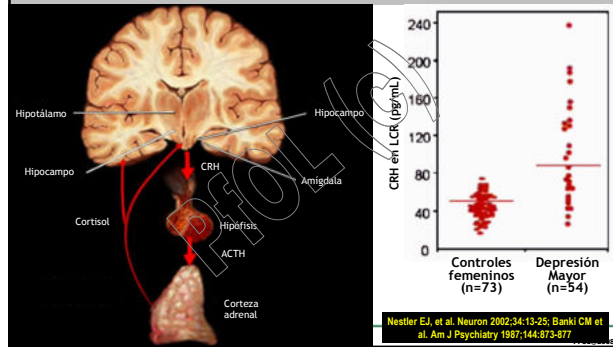 Hipotálamo
Hipocampo
Hipocampo
Amígdala
CRH
Cortisol
Hipófisis
ACTH
Corteza
adrenal
CRH en LCR (pg/mL)
240
200
160
120
80
40
0
Controles
femeninos
(n=73)
Depresión
Mayor
(n=54)
Nestler EJ, et al. Neuron 2002;34:13-25; Banki CM et
al. Am J Psychiatry 1987;144:873-877